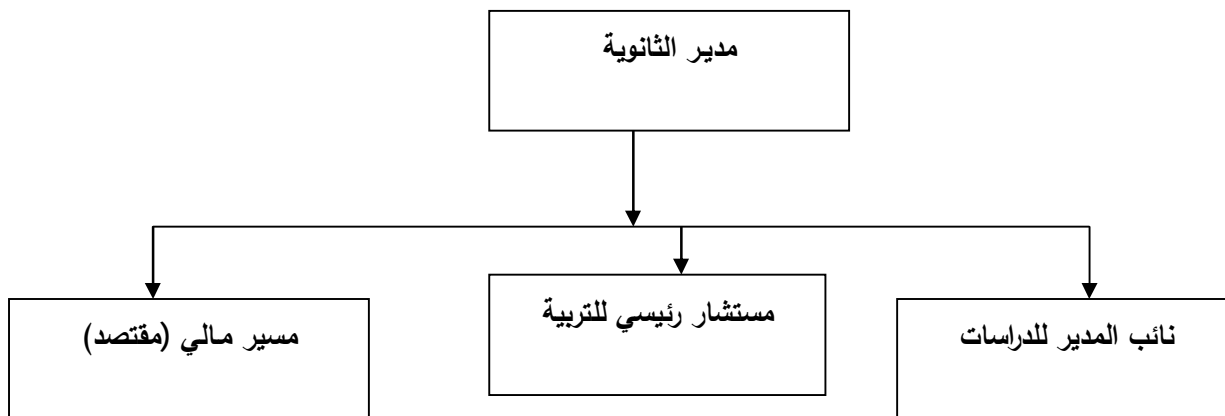 مدير الثانوية
نائب المدير للدراسات
مستشار رئيسي للتربية
مسير مالي (مقتصد)